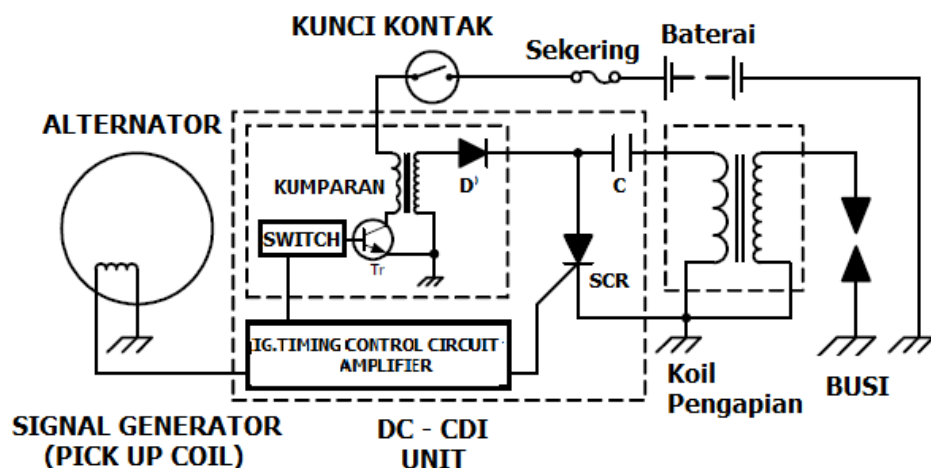 KUNCI KONTAK
Sekering
Baterai
ALTERNATOR
KUMPARAN
D
C
SWITCH
Tr
SCR
IG.TIMING CONTROL CIRCUIT
AMPLIFIER
SIGNAL GENERATOR
(PICK UP COIL)
DC - CDI
UNIT
Koil
Pengapian
BUSI